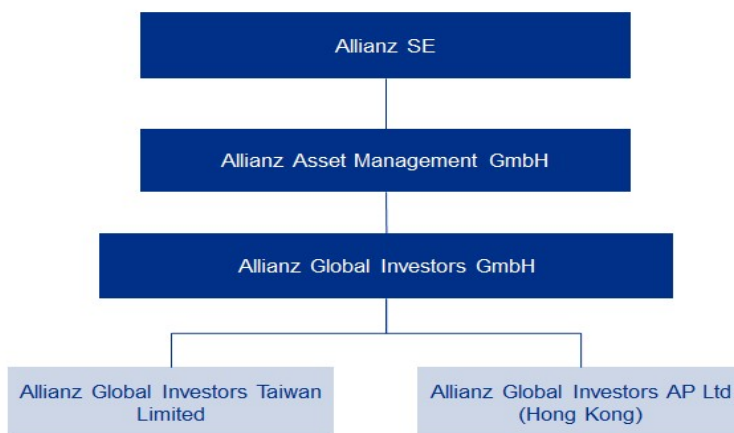 Allianz SE
Allianz Asset Management GmbH
Allianz Global Investors GmbH
Allianz Global Investors Taiwan
Limited
Allianz Global Investors AP Ltd
(Hong Kong)